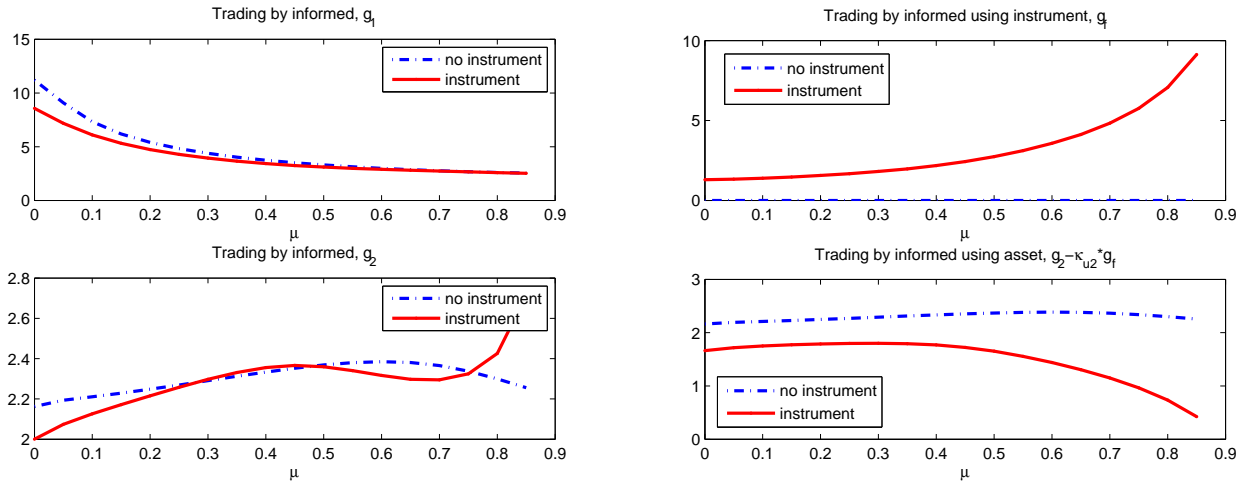 Trading by informed, g1
15
10
5
0
no instrument
instrument
0 0.1 0.2 0.3 0.4 0.5 0.6 0.7 0.8 0.9
μ
Trading by informed using instrument, gf
10
5
0
no instrument
instrument
0 0.1 0.2 0.3 0.4 0.5 0.6 0.7 0.8 0.9
μ
Trading by informed, g2
2.8
2.6
2.4
2.2
2
no instrument
instrument
0 0.1 0.2 0.3 0.4 0.5 0.6 0.7 0.8 0.9
μ
Trading by informed using asset, g2−κu2*gf
3
2
1
0
no instrument
instrument
0 0.1 0.2 0.3 0.4 0.5 0.6 0.7 0.8 0.9
μ